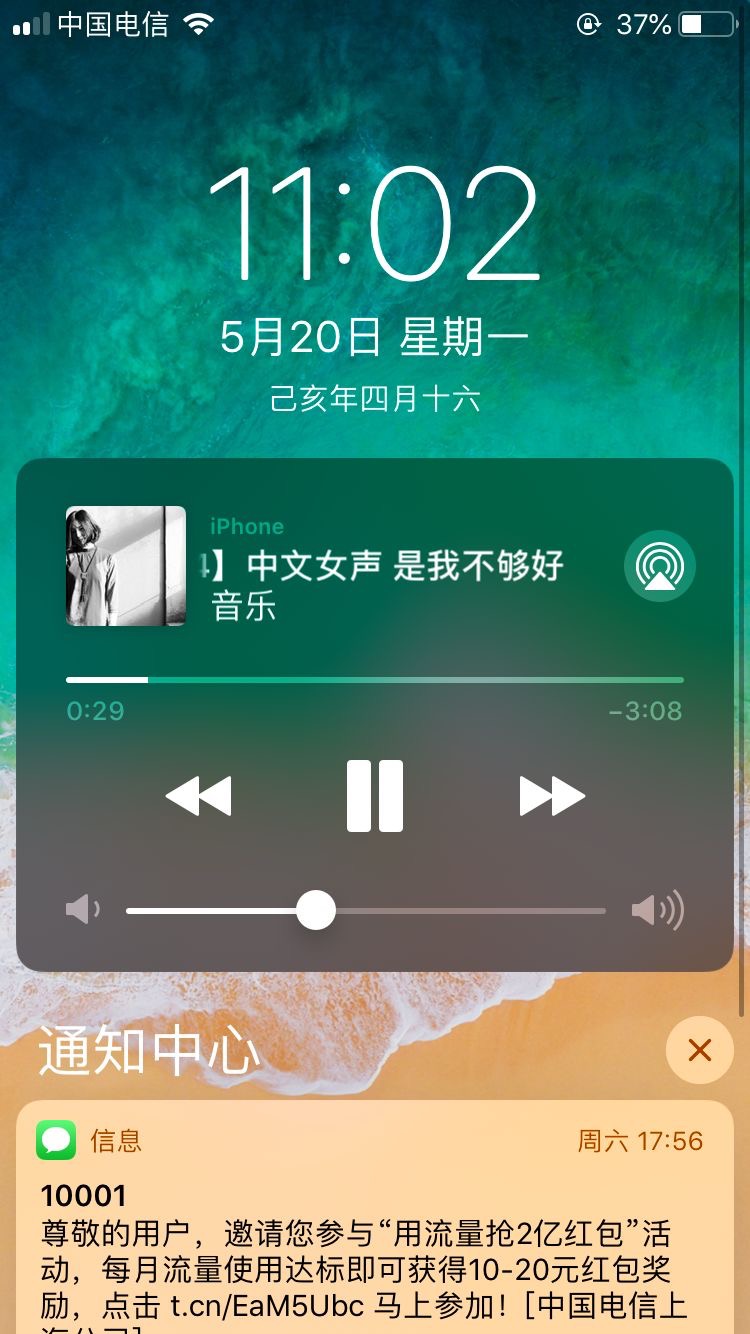 中国电信 37%
11:02
5月20日 星期一
己亥年四月十六
iPhone
】中文女声 是我不够好
音乐
0:29 −3:08
通知中心
信息 周六 17:56
10001
尊敬的用户，邀请您参与“用流量抢2亿红包”活
动，每月流量使用达标即可获得10-20元红包奖
励，点击 t.cn/EaM5Ubc 马上参加！[中国电信上
海公司]